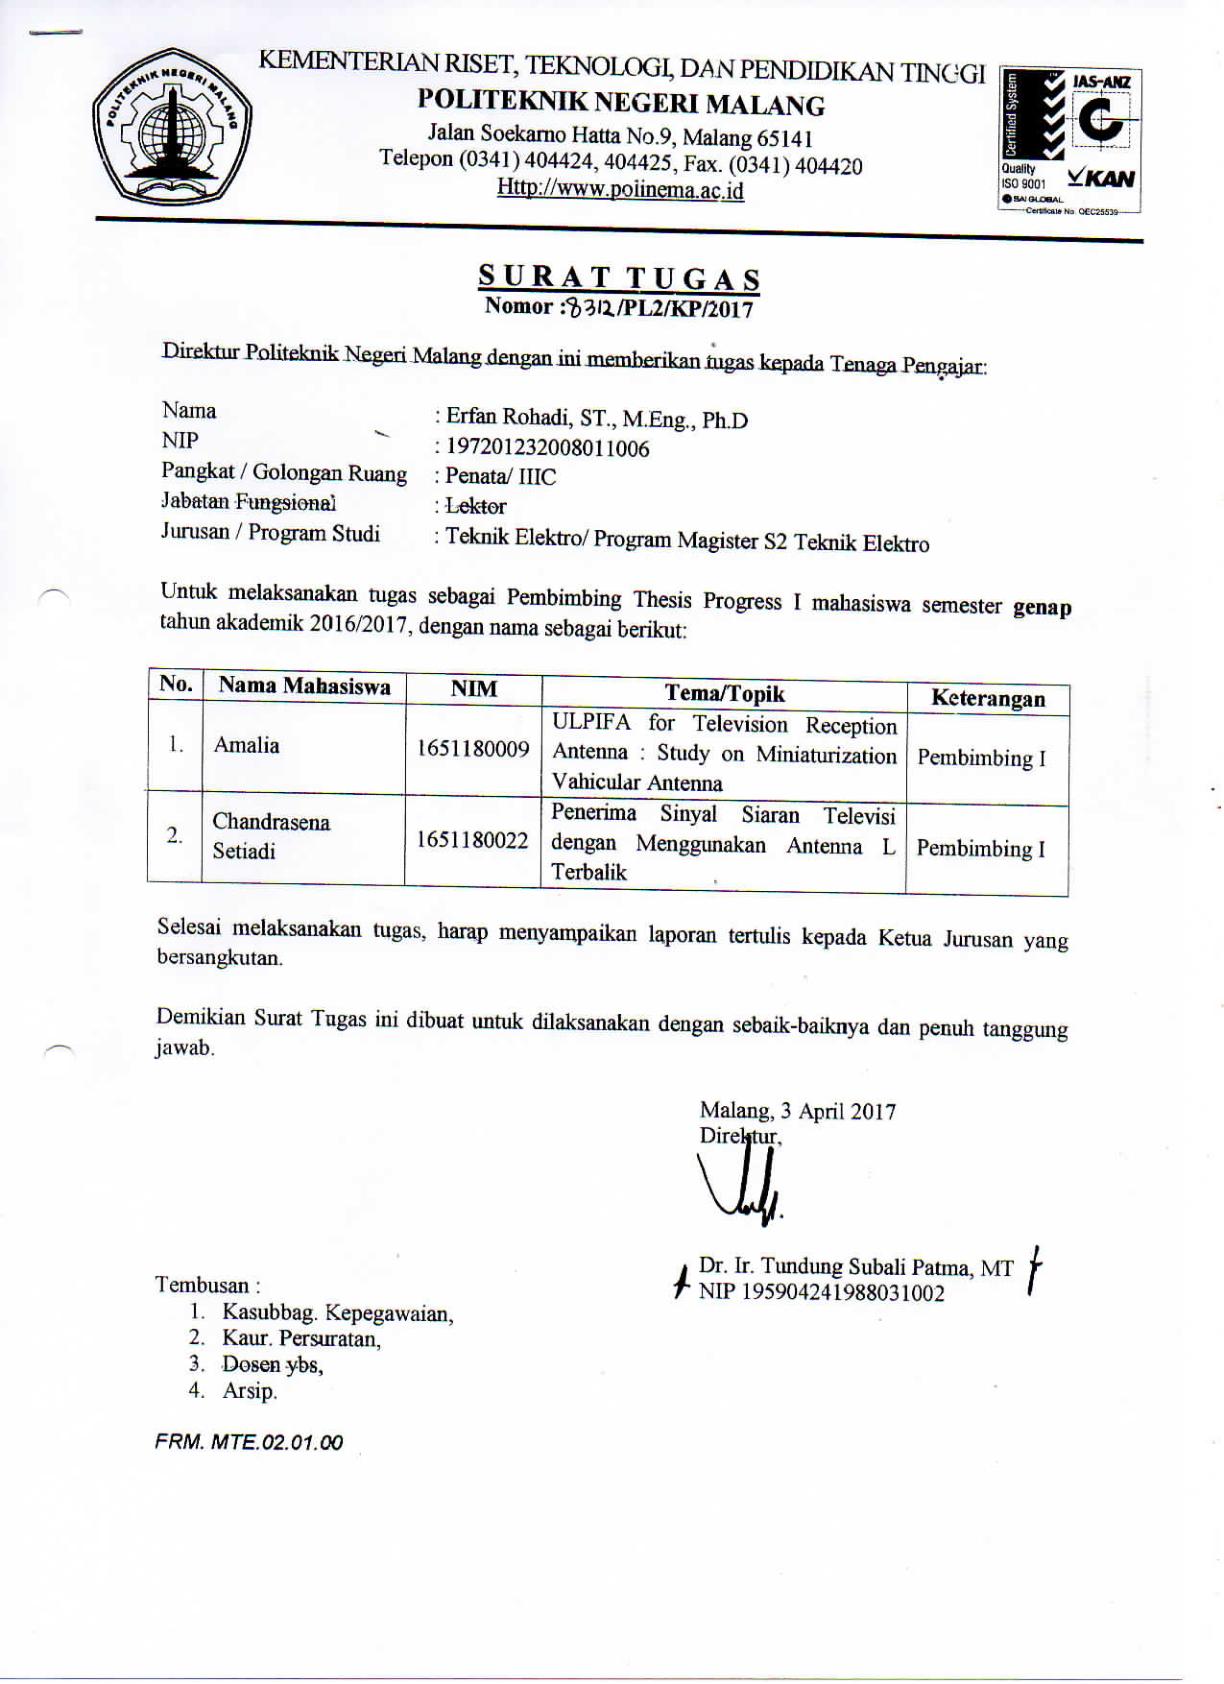 KEMENTERIAN RISET, TEKNOLOGI, DAN PENDIDIKAN TINGGI
POLITEKNIK NEGERI MALANG
Jalan Soekarno Hatta No.9, Malang 65141
Telepon (0341) 404424, 404425, Fax. (0341) 404420
Http://www.polinema.ac.id
POLITEKNIK NEGERI MALANG
Certified System
IAS-ANZ
Quality
ISO 9001
KAN
SAI GLOBAL
Certificate No. QEC25539
SURAT TUGAS
Nomor :8312/PL2/KP/2017
Direktur Politeknik Negeri Malang dengan ini memberikan tugas kepada Tenaga Pengajar:
Nama : Erfan Rohadi, ST., M.Eng., Ph.D
NIP : 197201232008011006
Pangkat / Golongan Ruang : Penata/ IIIC
Jabatan Fungsional : Lektor
Jurusan / Program Studi : Teknik Elektro/ Program Magister S2 Teknik Elektro
Untuk melaksanakan tugas sebagai Pembimbing Thesis Progress I mahasiswa semester genap
tahun akademik 2016/2017, dengan nama sebagai berikut:
No. Nama Mahasiswa NIM Tema/Topik Keterangan
1. Amalia 1651180009 ULPIFA for Television Reception
Antenna : Study on Miniaturization
Vahicular Antenna
Pembimbing I
2. Chandrasena
Setiadi
1651180022
Penerima Sinyal Siaran Televisi
dengan Menggunakan Antenna L
Terbalik
Pembimbing I
Selesai melaksanakan tugas, harap menyampaikan laporan tertulis kepada Ketua Jurusan yang
bersangkutan.
Demikian Surat Tugas ini dibuat untuk dilaksanakan dengan sebaik-baiknya dan penuh tanggung
jawab.
Malang, 3 April 2017
Direktur,
Dr. Ir. Tundung Subali Patma, MT
NIP 195904241988031002
Tembusan :
1. Kasubbag. Kepegawaian,
2. Kaur. Persuratan,
3. Dosen ybs,
4. Arsip.
FRM. MTE.02.01.00